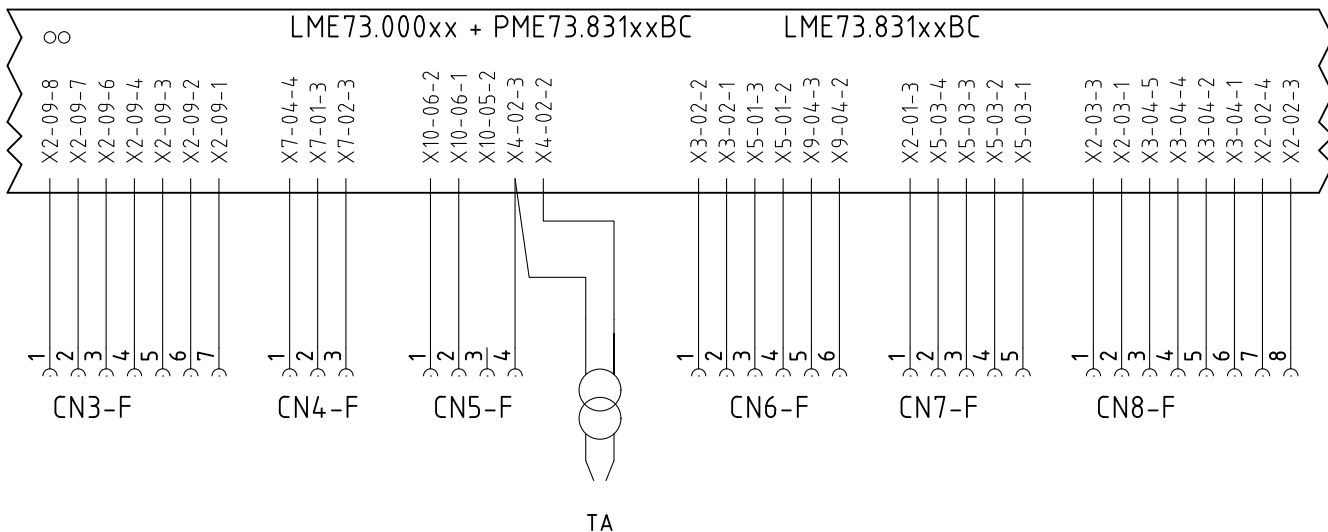 LME73.000xx + PME73.831xxBC LME73.831xxBC
X2-09-8
X2-09-7
X2-09-6
X2-09-4
X2-09-3
X2-09-2
X2-09-1
X7-04-4
X7-01-3
X7-02-3
X10-06-2
X10-06-1
X10-05-2
X4-02-3
X4-02-2
X3-02-2
X3-02-1
X5-01-3
X5-01-2
X9-04-3
X9-04-2
X2-01-3
X5-03-4
X5-03-3
X5-03-2
X5-03-1
X2-03-3
X2-03-1
X3-04-5
X3-04-4
X3-04-2
X3-04-1
X2-02-4
X2-02-3
1 2 3 4 5 6 7
1 2 3
1 2 3 4
1 2 3 4 5 6
1 2 3 4 5
1 2 3 4 5 6 7 8
CN3-F CN4-F CN5-F CN6-F CN7-F CN8-F
TA